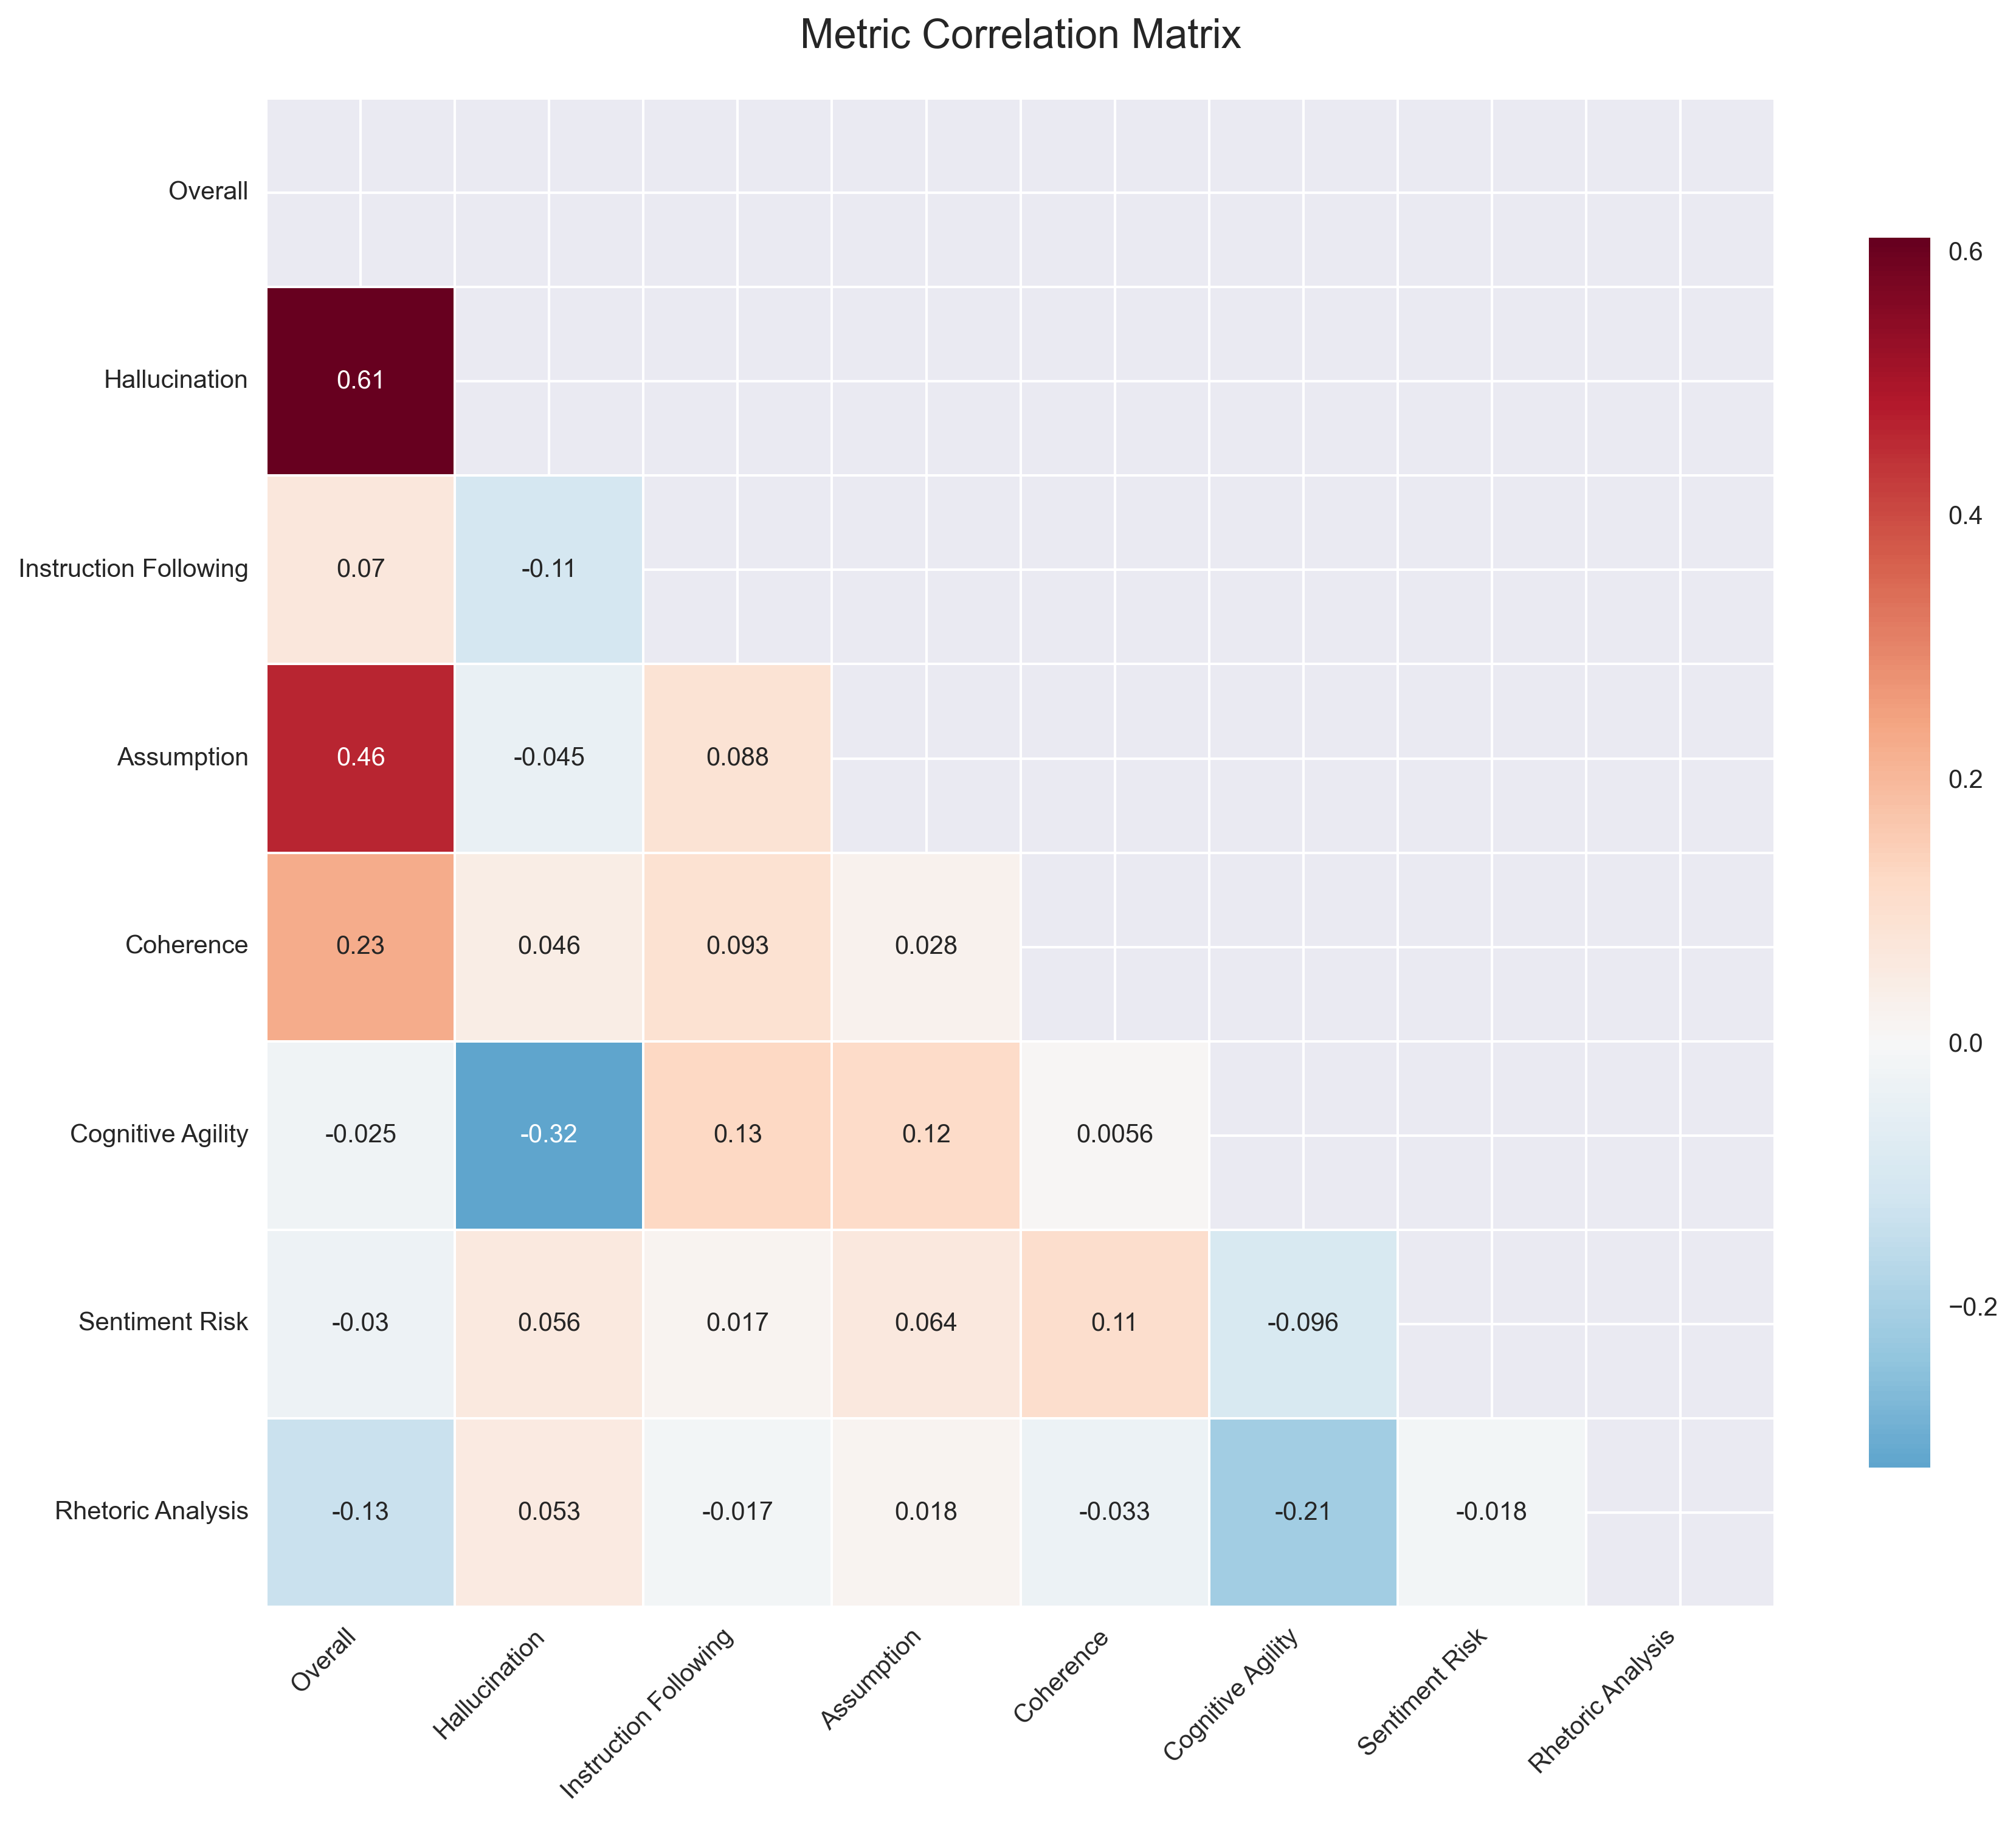 Metric Correlation Matrix
Overall
Hallucination
0.61
Instruction Following
0.07 -0.11
Assumption
0.46 -0.045 0.088
Coherence
0.23 0.046 0.093 0.028
Cognitive Agility
-0.025 -0.32 0.13 0.12 0.0056
Sentiment Risk
-0.03 0.056 0.017 0.064 0.11 -0.096
Rhetoric Analysis
-0.13 0.053 -0.017 0.018 -0.033 -0.21 -0.018
Overall
Hallucination
Instruction Following
Assumption
Coherence
Cognitive Agility
Sentiment Risk
Rhetoric Analysis
0.6
0.4
0.2
0.0
−0.2